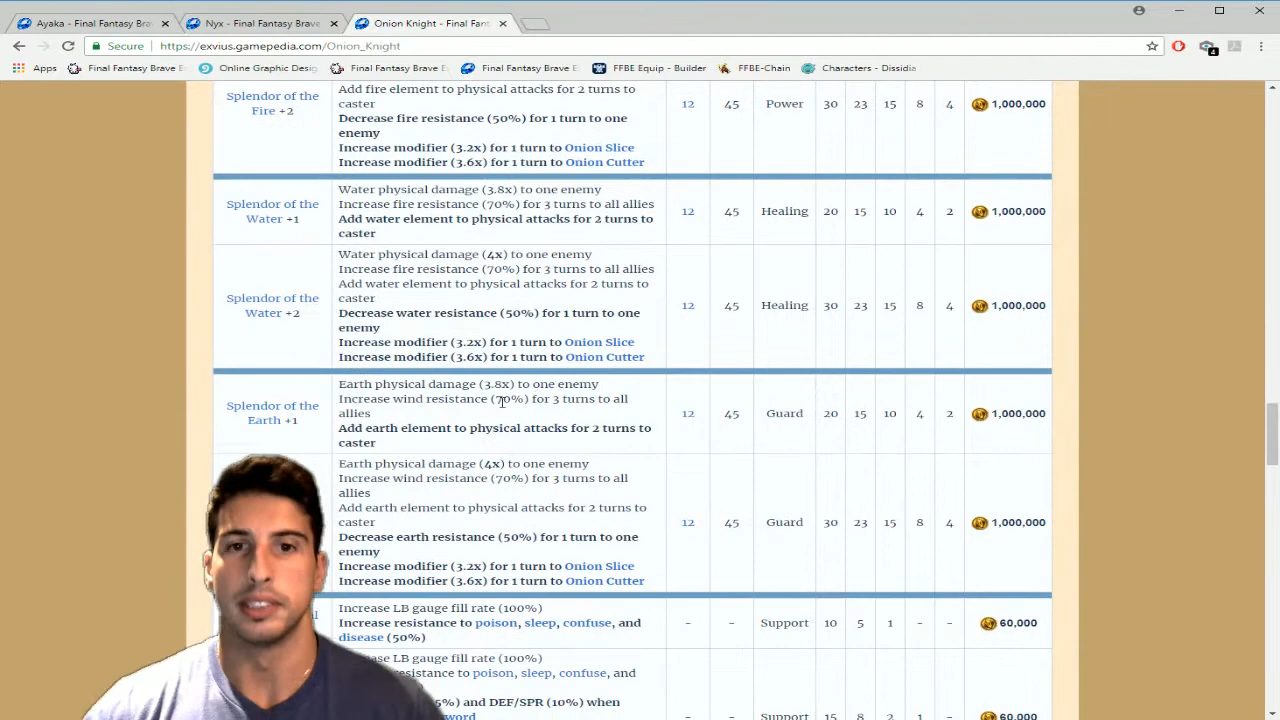 Ayaka - Final Fantasy Bra
Nyx - Final Fantasy Brave
Onion Knight - Final Fant
Secure
https://exvius.gamepedia.com/Onion_Knight
4
Apps
Final Fantasy Brave E
Online Graphic Desig
Final Fantasy Brave E
Final Fantasy Brave E
FFBE Equip - Builder
FFBE-Chain
Characters - Dissidia
Splendor of the
Fire +2
Add fire element to physical attacks for 2 turns to
caster
Decrease fire resistance (50%) for 1 turn to one
enemy
Increase modifier (3.2x) for 1 turn to Onion Slice
Increase modifier (3.6x) for 1 turn to Onion Cutter
12 45 Power 30 23 15 8 4 1,000,000
Splendor of the
Water +1
Water physical damage (3.8x) to one enemy
Increase fire resistance (70%) for 3 turns to all allies
Add water element to physical attacks for 2 turns to
caster
12 45 Healing 20 15 10 4 2 1,000,000
Splendor of the
Water +2
Water physical damage (4x) to one enemy
Increase fire resistance (70%) for 3 turns to all allies
Add water element to physical attacks for 2 turns to
caster
Decrease water resistance (50%) for 1 turn to one
enemy
Increase modifier (3.2x) for 1 turn to Onion Slice
Increase modifier (3.6x) for 1 turn to Onion Cutter
12 45 Healing 30 23 15 8 4 1,000,000
Splendor of the
Earth +1
Earth physical damage (3.8x) to one enemy
Increase wind resistance (70%) for 3 turns to all
allies
Add earth element to physical attacks for 2 turns to
caster
12 45 Guard 20 15 10 4 2 1,000,000
Earth physical damage (4x) to one enemy
Increase wind resistance (70%) for 3 turns to all
allies
Add earth element to physical attacks for 2 turns to
caster
Decrease earth resistance (50%) for 1 turn to one
enemy
Increase modifier (3.2x) for 1 turn to Onion Slice
Increase modifier (3.6x) for 1 turn to Onion Cutter
12 45 Guard 30 23 15 8 4 1,000,000
Increase LB gauge fill rate (100%)
Increase resistance to poison, sleep, confuse, and
disease (50%)
- - Support 10 5 1 - - 60,000
LB gauge fill rate (100%)
resistance to poison, sleep, confuse, and
and DEF/SPR (10%) when
- - Support 15 8 2 1 - 60,000